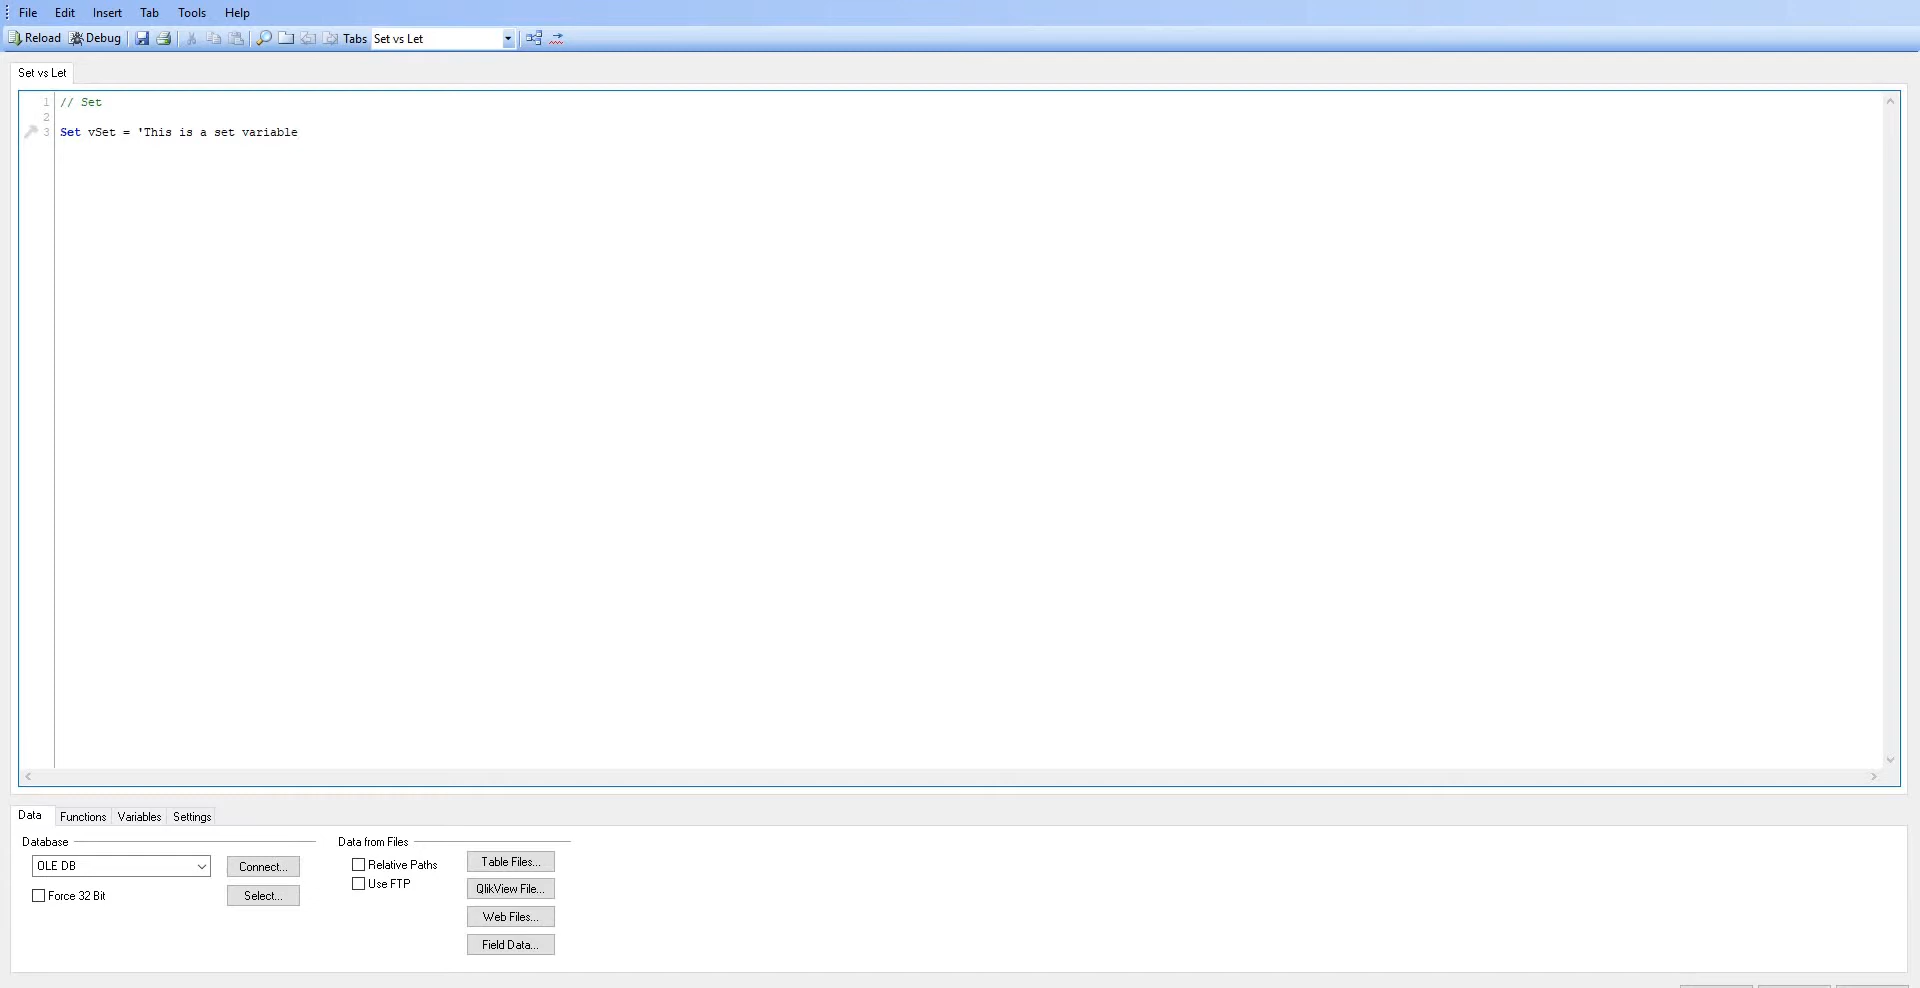 File Edit Insert Tab Tools Help
Reload Debug Tabs Set vs Let
Set vs Let
1 // Set
2
3 Set vSet = 'This is a set variable
Data Functions Variables Settings
Database
OLE DB
Connect...
Force 32 Bit
Select...
Data from Files
Relative Paths
Use FTP
Table Files...
QlikView File...
Web Files...
Field Data...